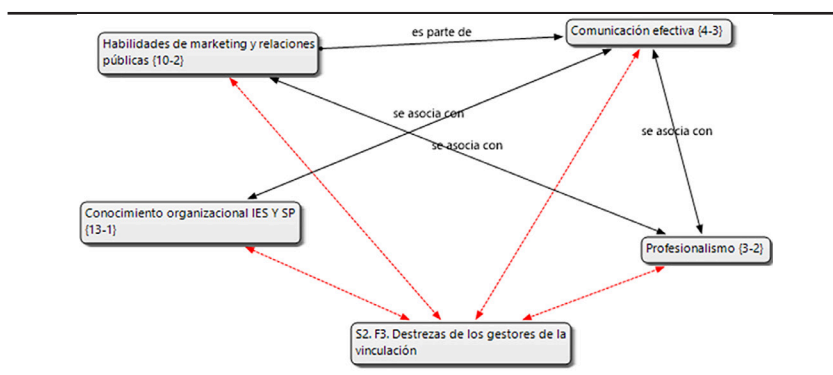 es parte de
Comunicación efectiva {4-3}
Habilidades de marketing y relaciones
públicas {10-2}
se asocia con
se asocia con
se asocia con
Conocimiento organizacional IES Y SP
{13-1}
Profesionalismo {3-2}
S2. F3. Destrezas de los gestores de la
vinculación